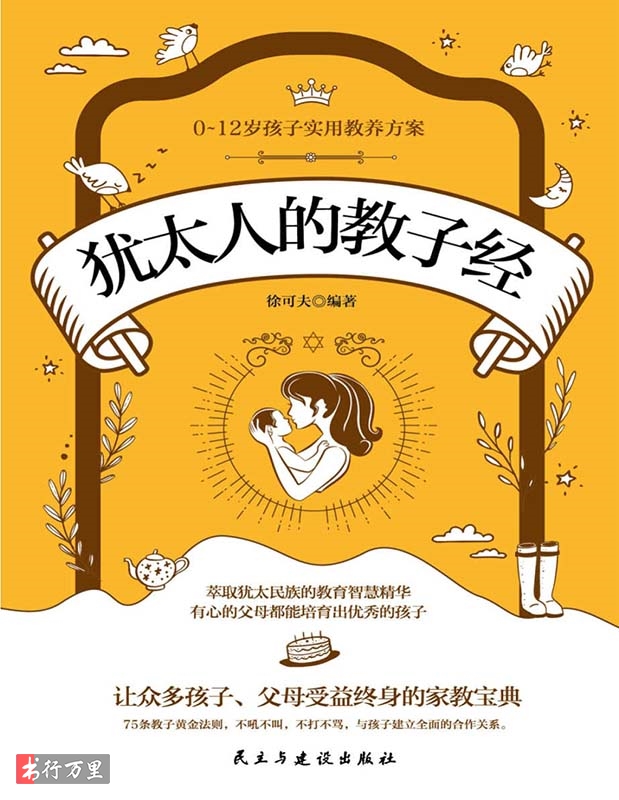 0~12岁孩子实用教养方案
犹太人的教子经
徐可夫◎编著
萃取犹太民族的教育智慧精华
有心的父母都能培育出优秀的孩子
让众多孩子、父母受益终身的家教宝典
75条教子黄金法则，不吼不叫，不打不骂，与孩子建立全面的合作关系。
民主与建设出版社
书行万里